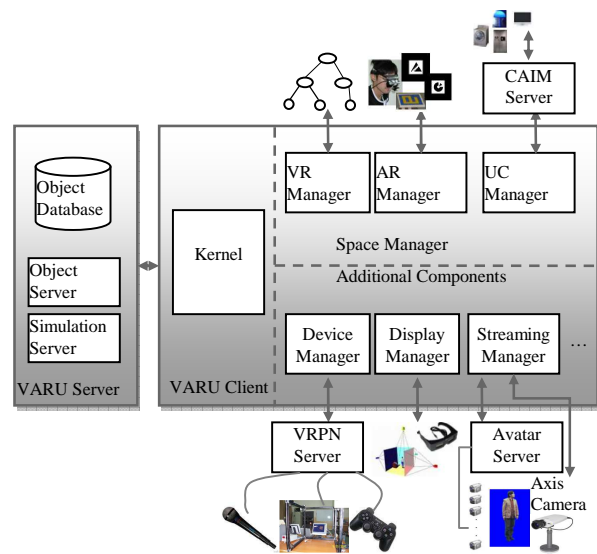 CAIM
Server
Object
Database
Object
Server
Simulation
Server
VARU Server
Kernel
VARU Client
VR
Manager
AR
Manager
UC
Manager
Space Manager
Additional Components
Device
Manager
Display
Manager
Streaming
Manager
...
VRPN
Server
Avatar
Server
Axis
Camera